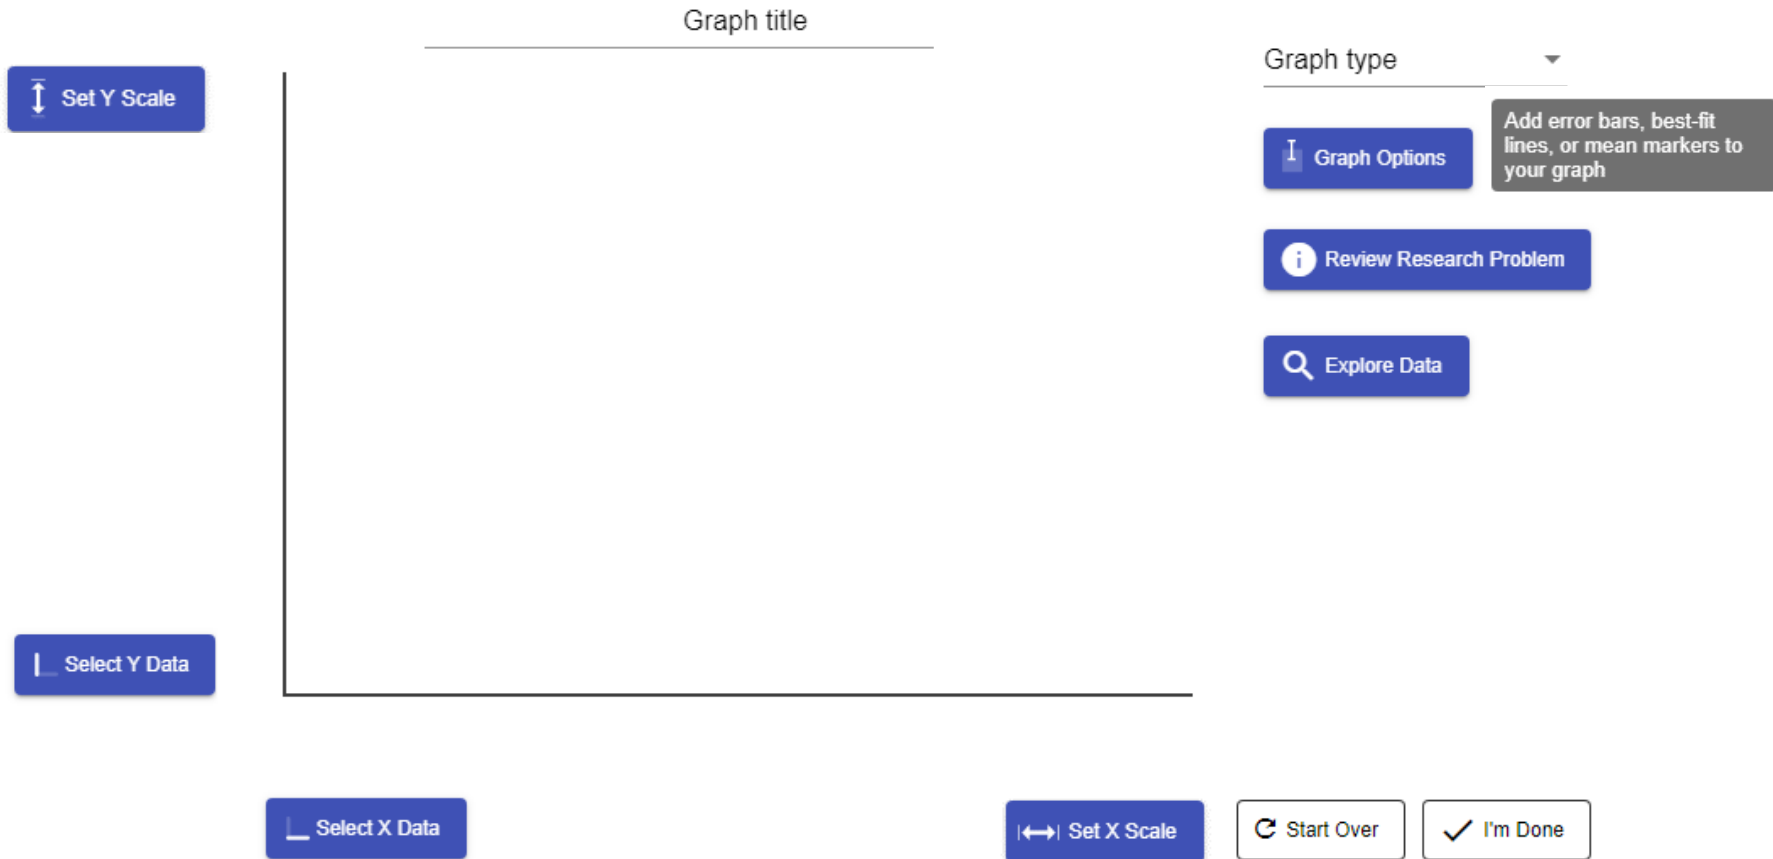 Graph title
Graph type
Set Y Scale
Add error bars, best-fit
lines, or mean markers to
your graph
Graph Options
Review Research Problem
Explore Data
Select Y Data
Select X Data
Set X Scale
Start Over
I'm Done